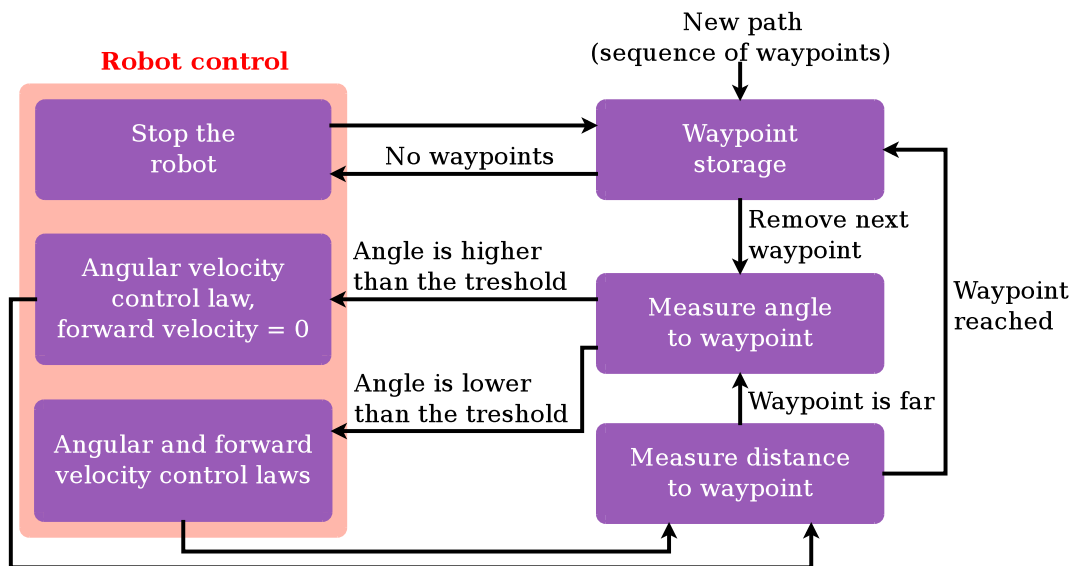 New path
(sequence of waypoints)
Robot control
Stop the
robot
No waypoints
Waypoint
storage
Remove next
waypoint
Angular velocity
control law,
forward velocity = 0
Angle is higher
than the treshold
Measure angle
to waypoint
Waypoint
reached
Angle is lower
than the treshold
Waypoint is far
Angular and forward
velocity control laws
Measure distance
to waypoint